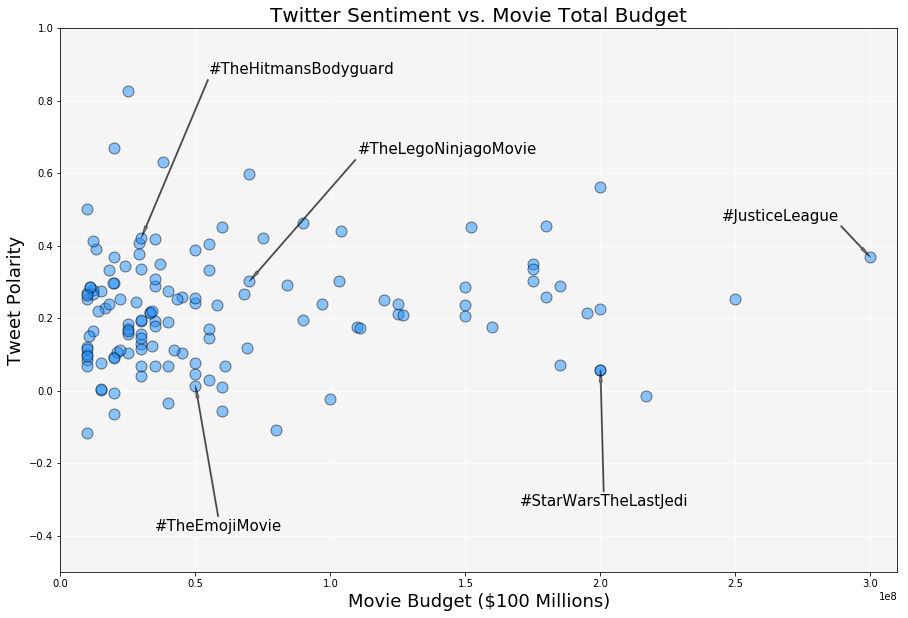 Twitter Sentiment vs. Movie Total Budget
1.0
#TheHitmansBodyguard
0.8
#TheLegoNinjagoMovie
0.6
#JusticeLeague
0.4
Tweet Polarity
0.2
0.0
−0.2
#StarWarsTheLastJedi
#TheEmojiMovie
−0.4
0.0 0.5 1.0 1.5 2.0 2.5 3.0
1e8
Movie Budget ($100 Millions)